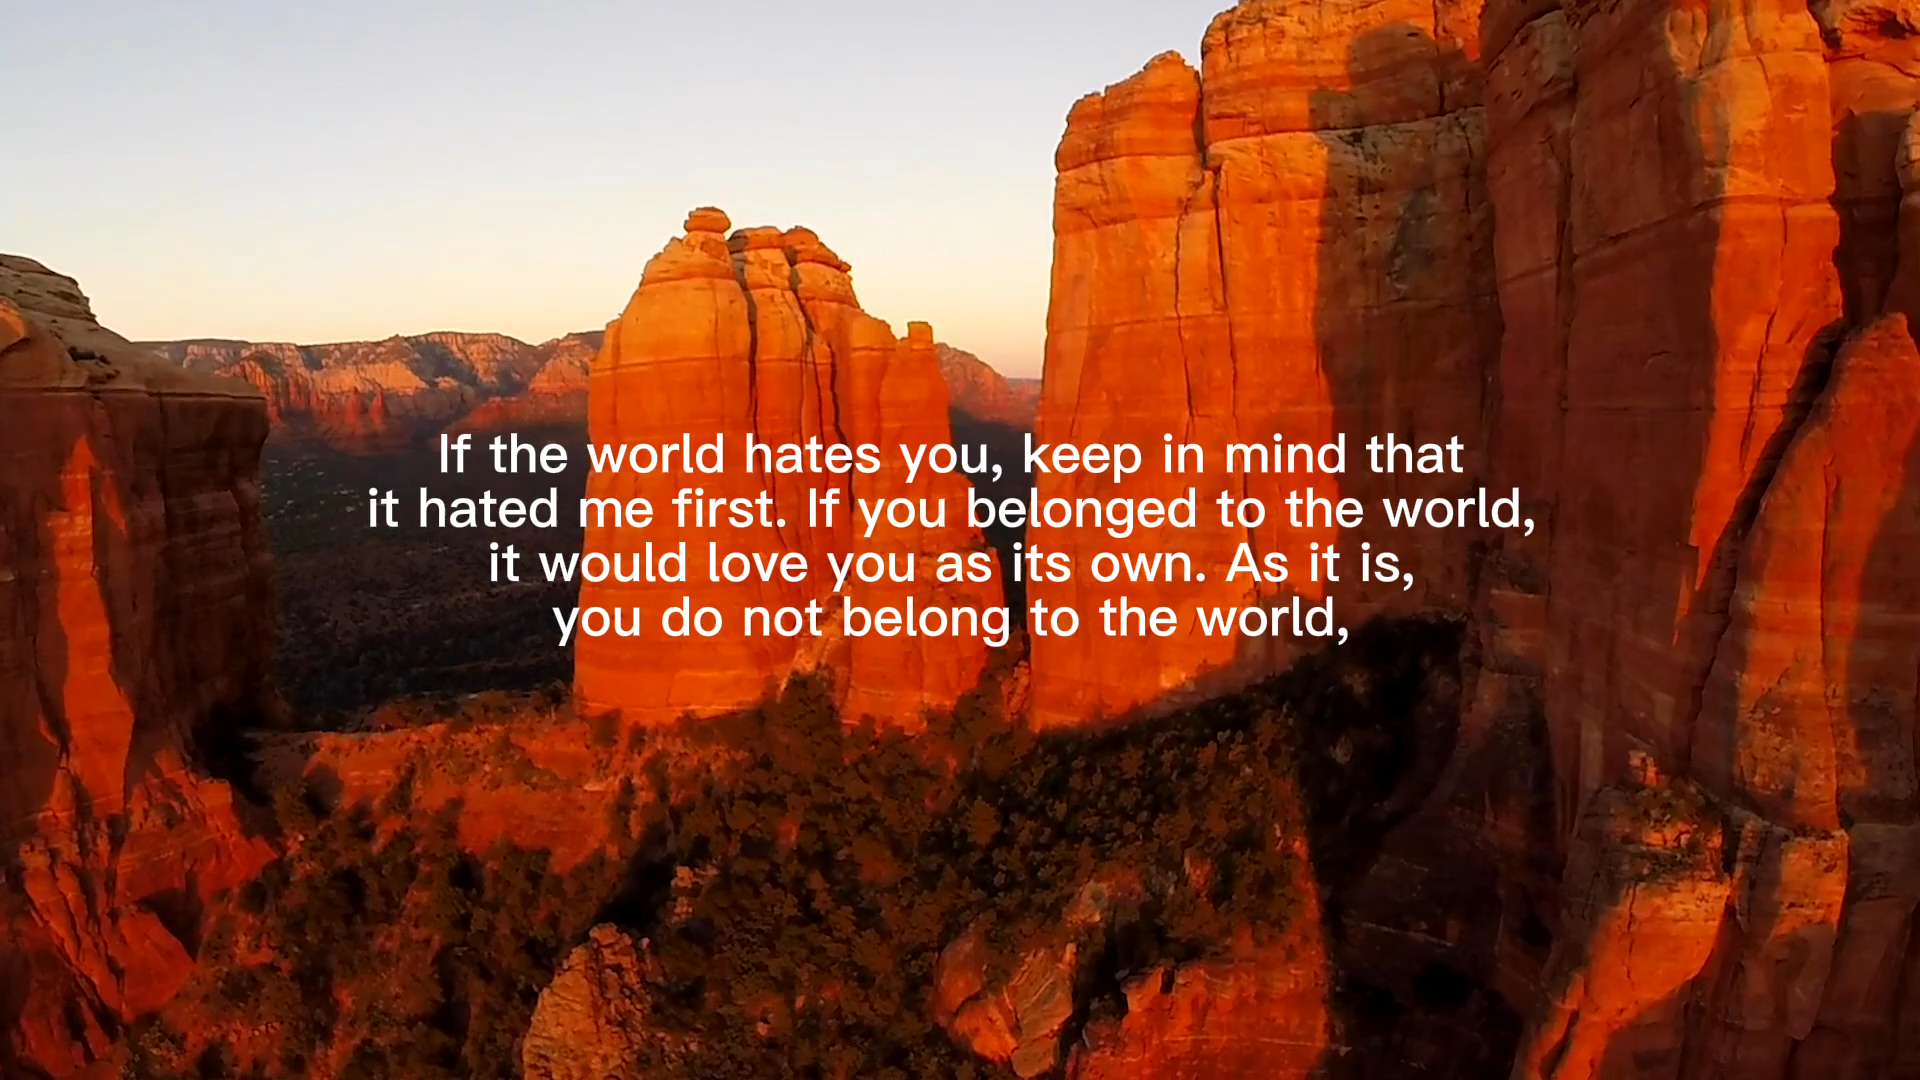 If the world hates you, keep in mind that
it hated me first. If you belonged to the world,
it would love you as its own. As it is,
you do not belong to the world,